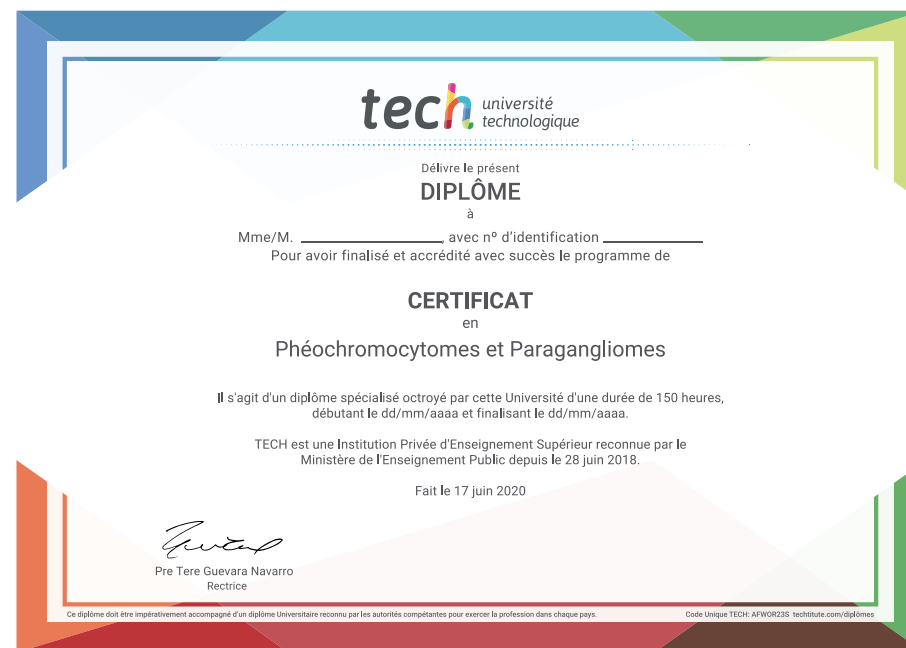 tech université
technologique
Délivre le présent
DIPLÔME
à
Mme/M. ____________, avec nº d'identification ____________
Pour avoir finalisé et accrédité avec succès le programme de
CERTIFICAT
en
Phéochromocytomes et Paragangliomes
Il s'agit d'un diplôme spécialisé octroyé par cette Université d'une durée de 150 heures,
débutant le dd/mm/aaaa et finalisant le dd/mm/aaaa.
TECH est une Institution Privée d'Enseignement Supérieur reconnue par le
Ministère de l'Enseignement Public depuis le 28 juin 2018.
Fait le 17 juin 2020
Pre Tere Guevara Navarro
Rectrice
Ce diplôme doit être impérativement accompagné d'un diplôme Universitaire reconnu par les autorités compétentes pour exercer la profession dans chaque pays.
Code Unique TECH: AFWOR23S techtitute.com/diplômes